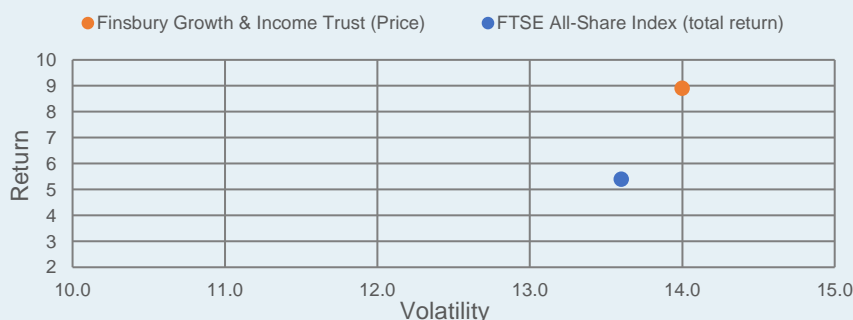 Finsbury Growth & Income Trust (Price) FTSE All-Share Index (total return)
10
9
8
7
6
5
4
3
2
Return
10.0 11.0 12.0 13.0 14.0 15.0
Volatility